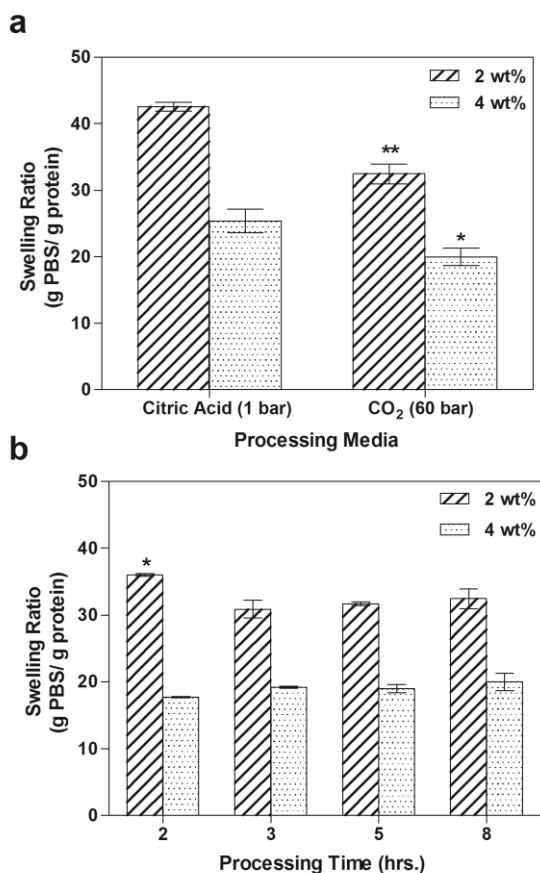 a
50
40
30
20
10
0
Swelling Ratio
(g PBS/ g protein)
2 wt%
4 wt%
**
*
Citric Acid (1 bar)
CO₂ (60 bar)
Processing Media
b
50
40
30
20
10
0
Swelling Ratio
(g PBS/ g protein)
2 wt%
4 wt%
*
2
3
5
8
Processing Time (hrs.)